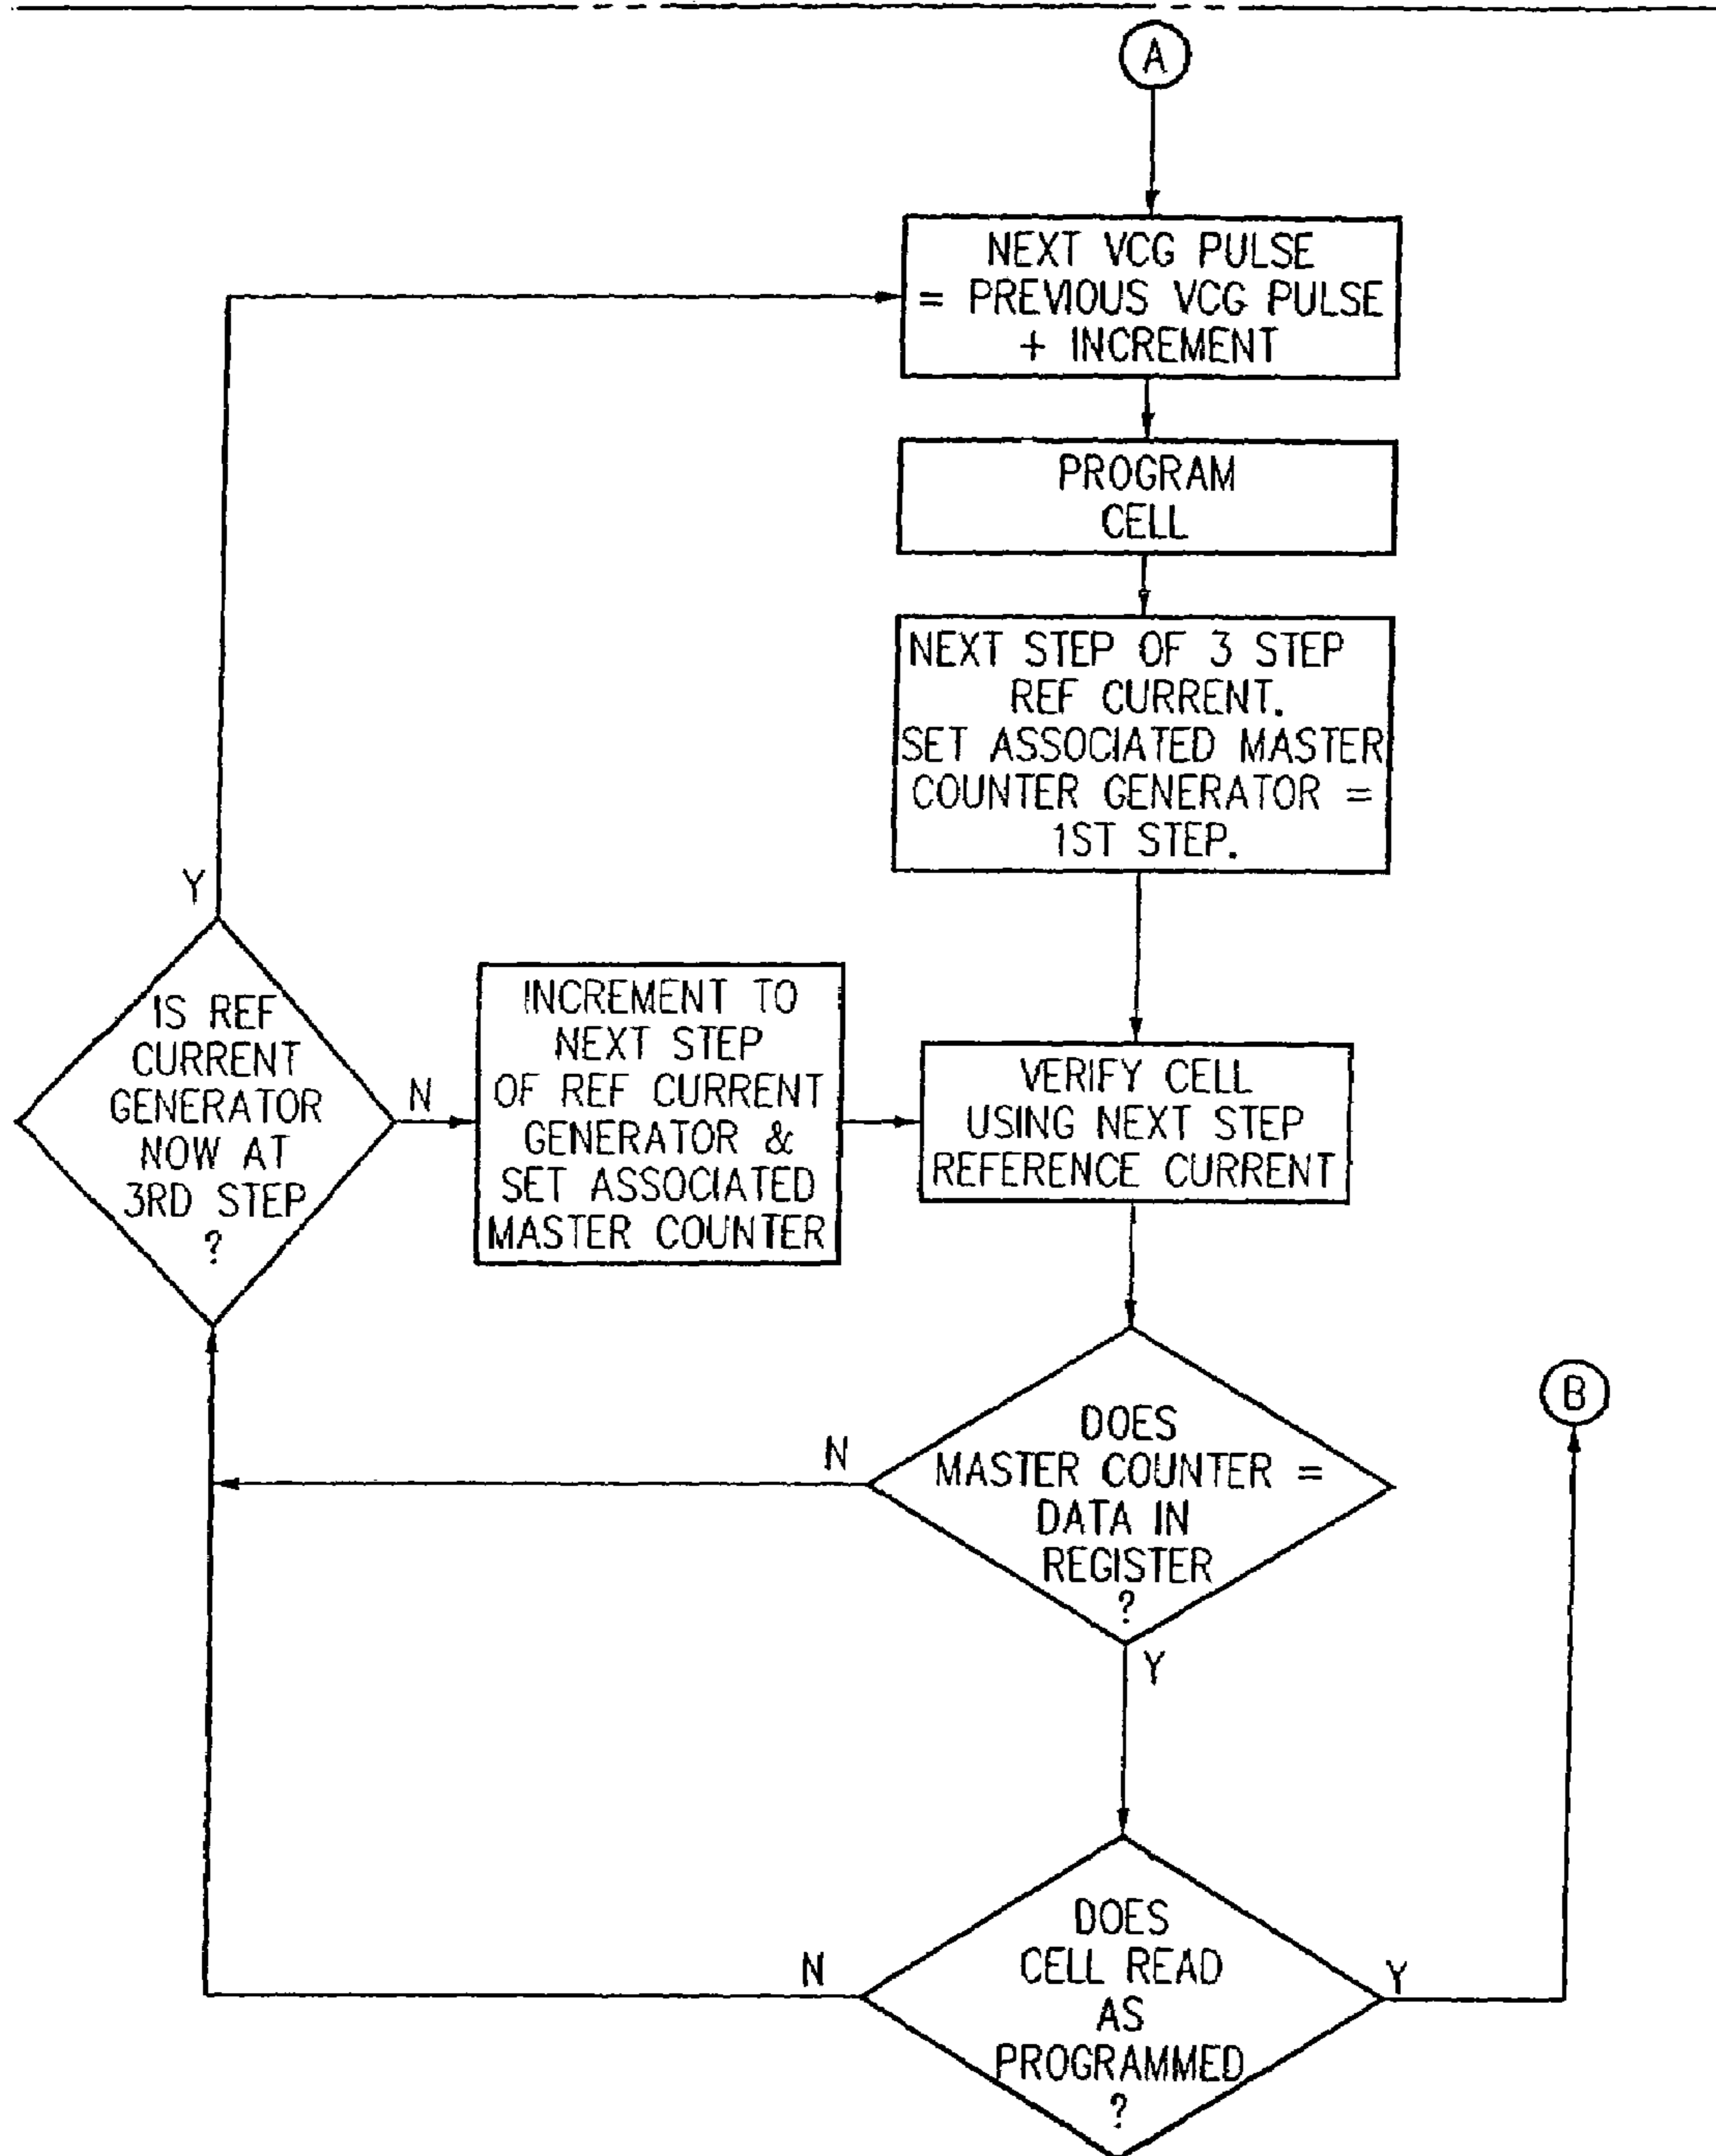 A
NEXT VCG PULSE
= PREVIOUS VCG PULSE
+ INCREMENT
PROGRAM
CELL
NEXT STEP OF 3 STEP
REF CURRENT.
SET ASSOCIATED MASTER
COUNTER GENERATOR =
1ST STEP.
Y
IS REF
CURRENT
GENERATOR
NOW AT
3RD STEP
?
N
INCREMENT TO
NEXT STEP
OF REF CURRENT
GENERATOR &
SET ASSOCIATED
MASTER COUNTER
VERIFY CELL
USING NEXT STEP
REFERENCE CURRENT
B
N
DOES
MASTER COUNTER =
DATA IN
REGISTER
?
Y
N
DOES
CELL READ
AS
PROGRAMMED
?
Y